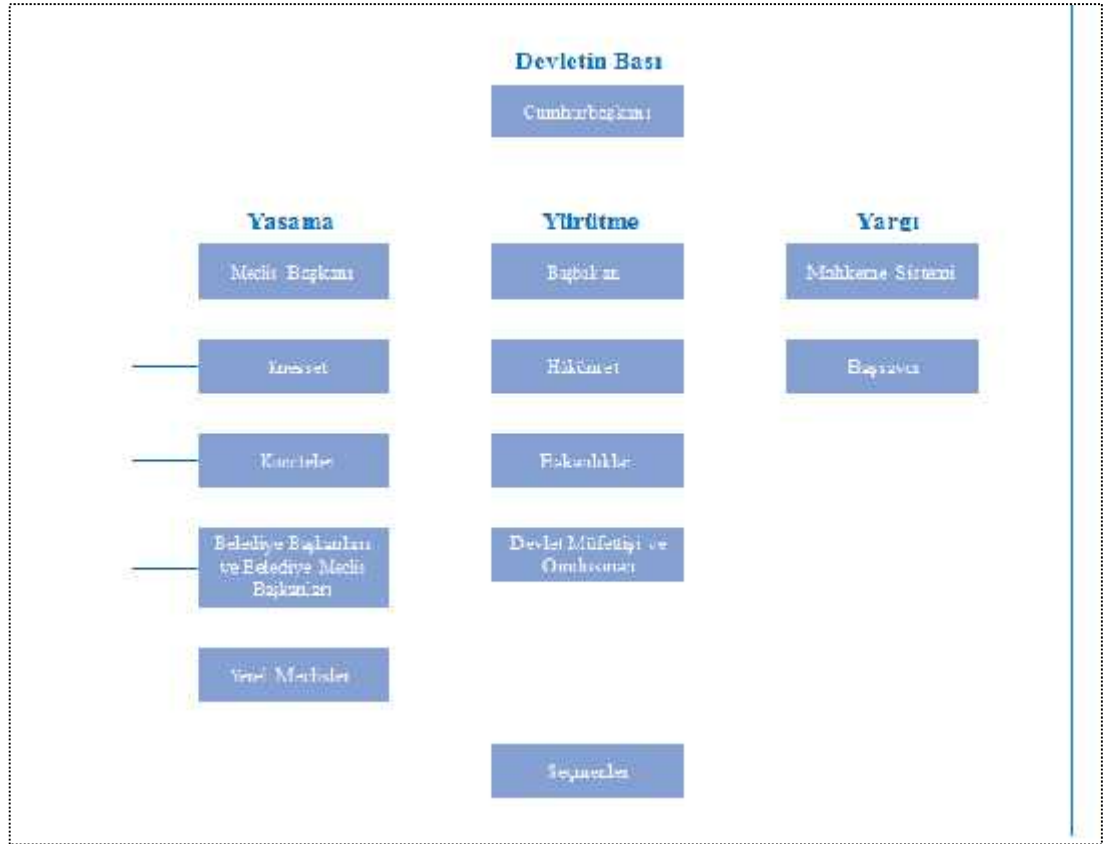 Devletin Bası
Cumhurbaşkanı
Yasama
Meclis Başkanı
Knesset
Komiteler
Belediye Başkanları
ve Belediye Meclis
Başkanları
Yerel Meclisler
Yürütme
Başbakan
Hükümet
Bakanlıklar
Devlet Müfettişi ve
Ombusmanı
Yargı
Mahkeme Sistemi
Başsavcı
Seçmenler